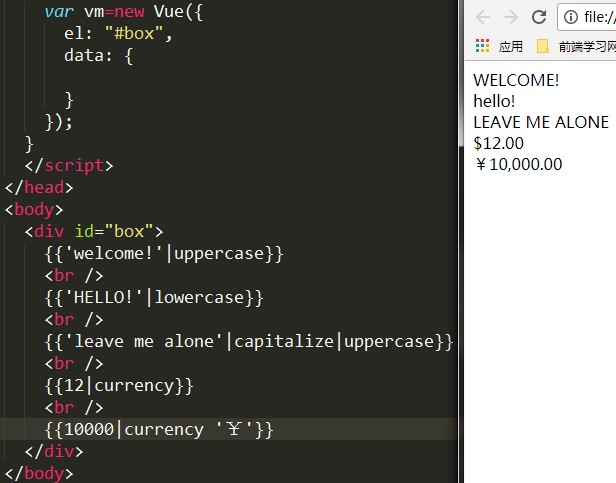 var vm=new Vue({
el: "#box",
data: {
}
});
}
</script>
</head>
<body>
<div id="box">
{{'welcome!'|uppercase}}
<br />
{{'HELLO!'|lowercase}}
<br />
{{'leave me alone'|capitalize|uppercase}}
<br />
{{12|currency}}
<br />
{{10000|currency '￥'}}
</div>
</body>
file://
应用 前端学习网
WELCOME!
hello!
LEAVE ME ALONE
$12.00
￥10,000.00